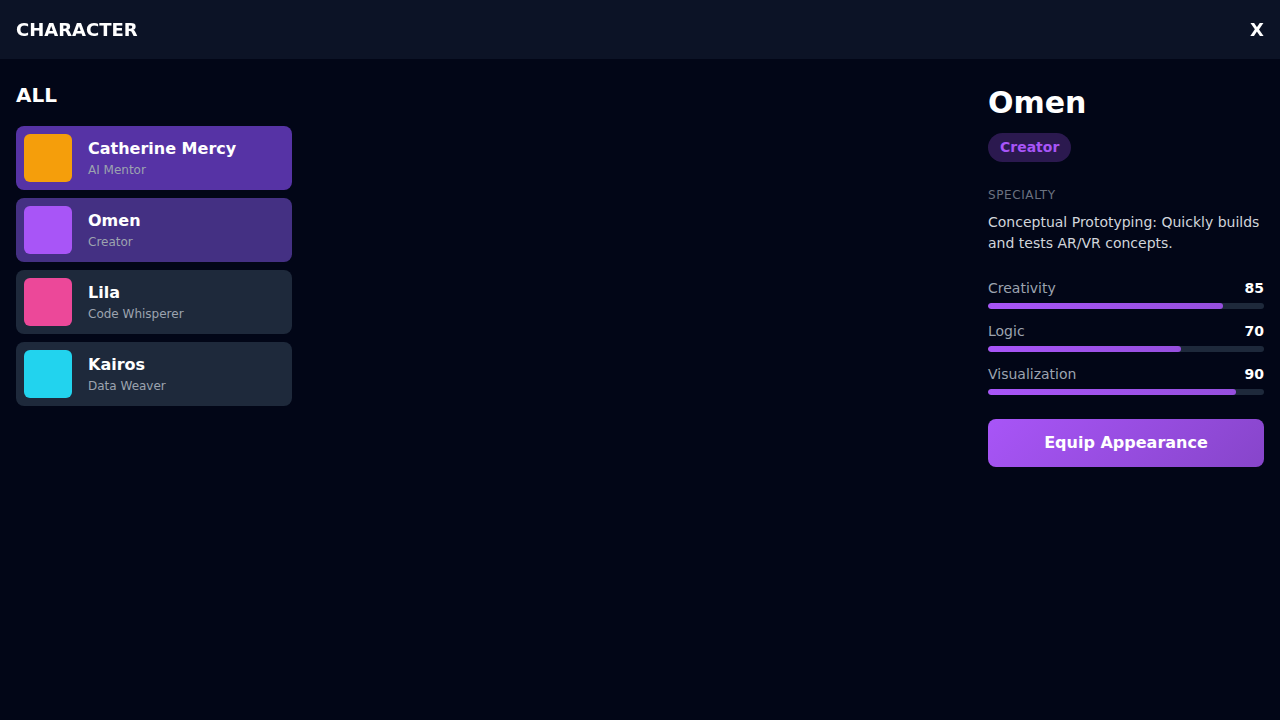 CHARACTER
X
ALL
Catherine Mercy
AI Mentor
Omen
Creator
Lila
Code Whisperer
Kairos
Data Weaver
Omen
Creator
SPECIALTY
Conceptual Prototyping: Quickly builds
and tests AR/VR concepts.
Creativity 85
Logic 70
Visualization 90
Equip Appearance